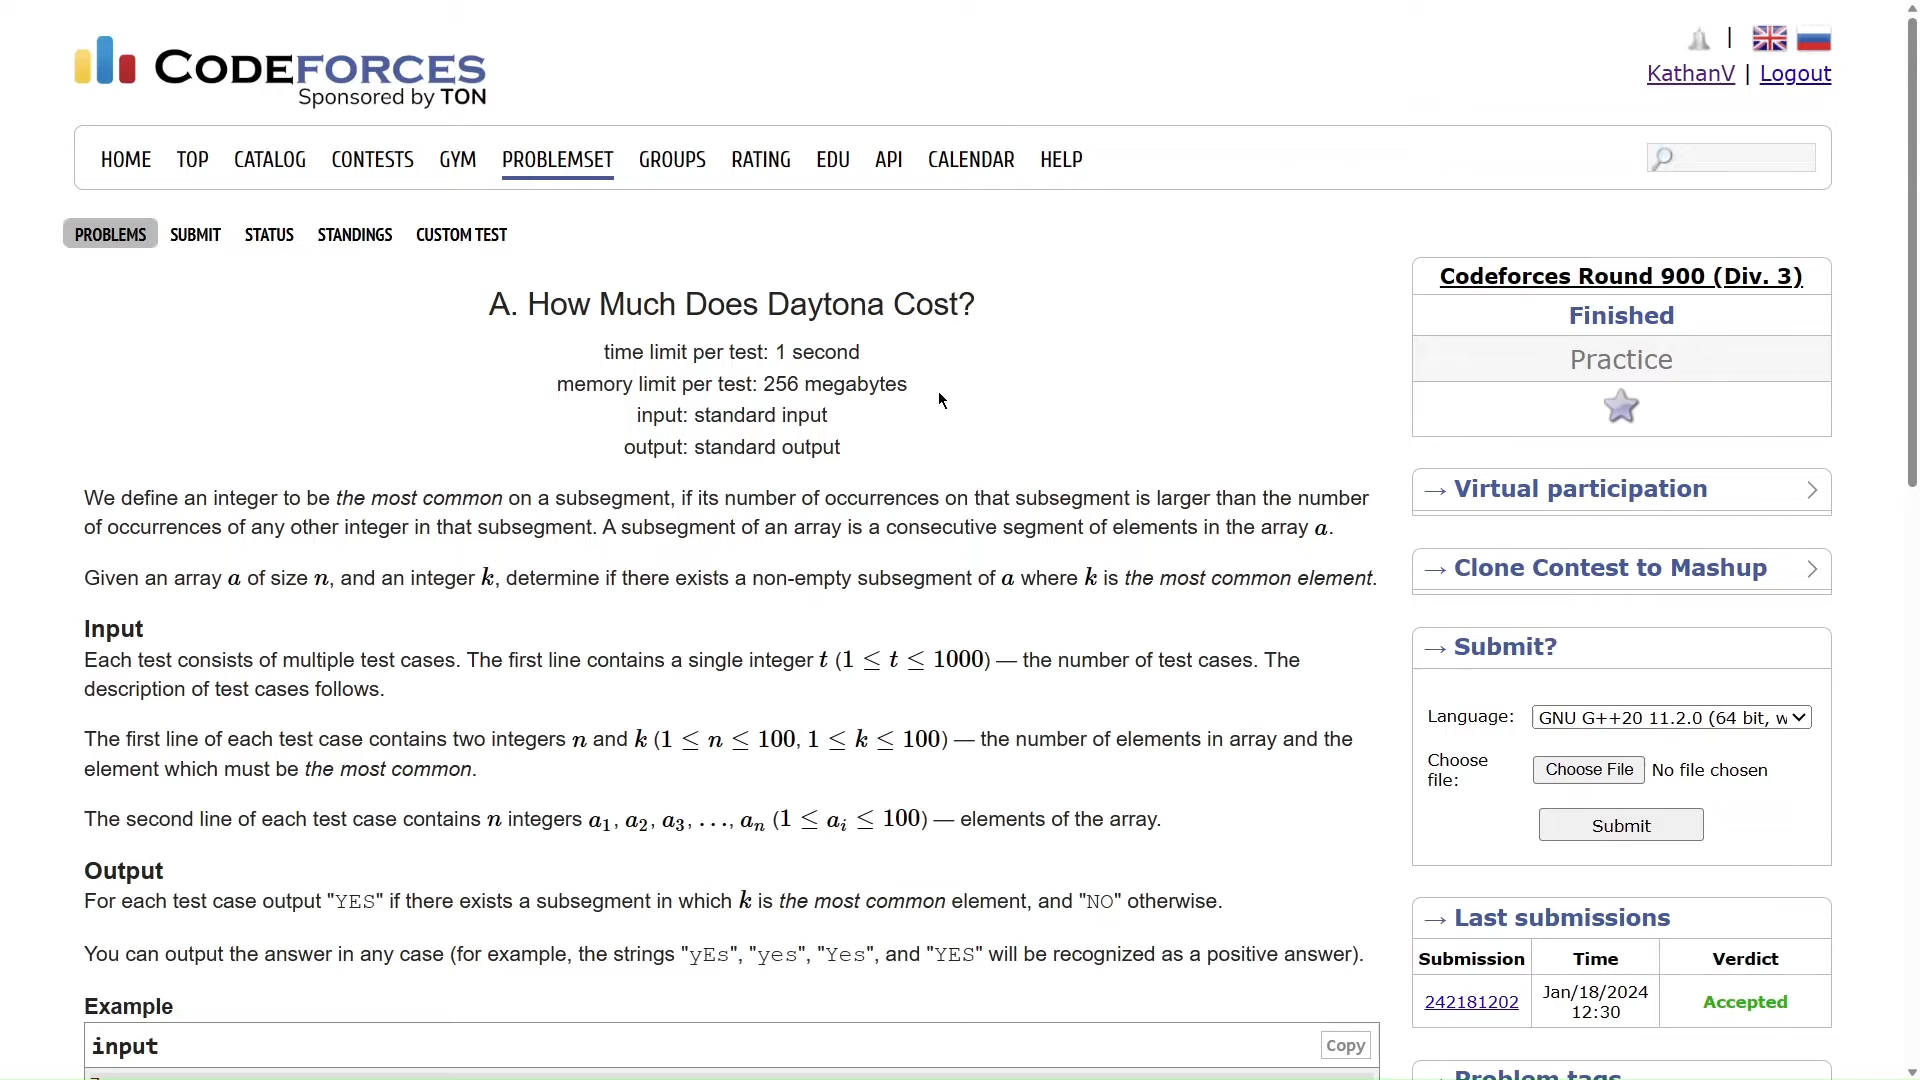 CODEFORCES
Sponsored by TON
|
KathanV | Logout
HOME TOP CATALOG CONTESTS GYM PROBLEMSET GROUPS RATING EDU API CALENDAR HELP
PROBLEMS SUBMIT STATUS STANDINGS CUSTOM TEST
A. How Much Does Daytona Cost?
time limit per test: 1 second
memory limit per test: 256 megabytes
input: standard input
output: standard output
We define an integer to be the most common on a subsegment, if its number of occurrences on that subsegment is larger than the number
of occurrences of any other integer in that subsegment. A subsegment of an array is a consecutive segment of elements in the array a.
Given an array a of size n, and an integer k, determine if there exists a non-empty subsegment of a where k is the most common element.
Input
Each test consists of multiple test cases. The first line contains a single integer t (1 ≤ t ≤ 1000) — the number of test cases. The
description of test cases follows.
The first line of each test case contains two integers n and k (1 ≤ n ≤ 100, 1 ≤ k ≤ 100) — the number of elements in array and the
element which must be the most common.
The second line of each test case contains n integers a1, a2, a3, …, an (1 ≤ ai ≤ 100) — elements of the array.
Output
For each test case output "YES" if there exists a subsegment in which k is the most common element, and "NO" otherwise.
You can output the answer in any case (for example, the strings "yEs", "yes", "Yes", and "YES" will be recognized as a positive answer).
Example
input
Copy
Codeforces Round 900 (Div. 3)
Finished
Practice
→ Virtual participation
→ Clone Contest to Mashup
→ Submit?
Language: GNU G++20 11.2.0 (64 bit, w
Choose
file:
Choose File No file chosen
Submit
→ Last submissions
Submission Time Verdict
242181202 Jan/18/2024 12:30 Accepted
→ Problem tags